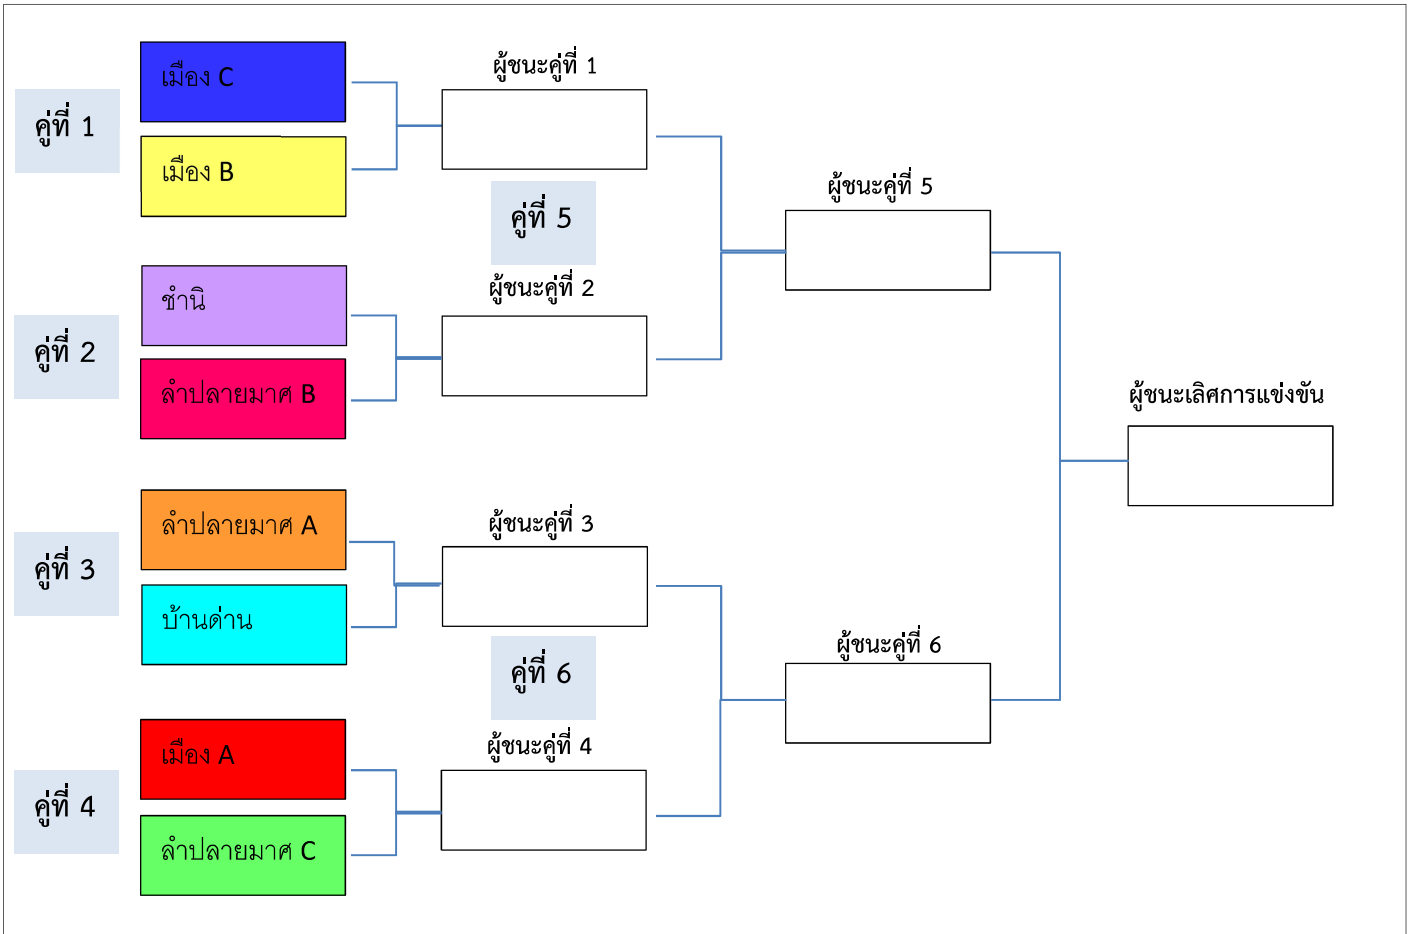 เมือง C
ผู้ชนะคู่ที่ 1
คู่ที่ 1
เมือง B
ผู้ชนะคู่ที่ 5
คู่ที่ 5
ชำนิ
ผู้ชนะคู่ที่ 2
คู่ที่ 2
ลำปลายมาศ B
ผู้ชนะเลิศการแข่งขัน
ลำปลายมาศ A
ผู้ชนะคู่ที่ 3
คู่ที่ 3
บ้านด่าน
ผู้ชนะคู่ที่ 6
คู่ที่ 6
เมือง A
ผู้ชนะคู่ที่ 4
คู่ที่ 4
ลำปลายมาศ C